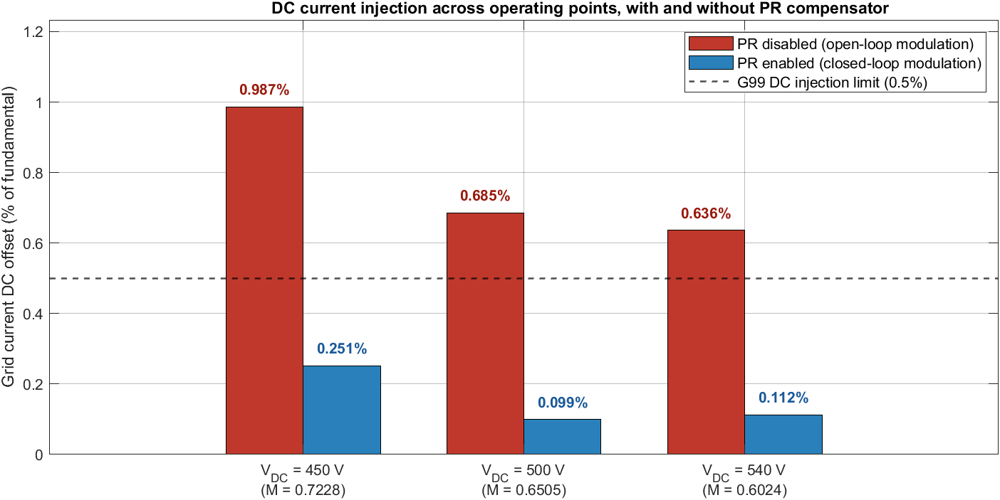 DC current injection across operating points, with and without PR compensator
Grid current DC offset (% of fundamental)
1.2
1
0.8
0.6
0.4
0.2
0
PR disabled (open-loop modulation)
PR enabled (closed-loop modulation)
G99 DC injection limit (0.5%)
0.987%
0.251%
0.685%
0.099%
0.636%
0.112%
V_DC = 450 V
(M = 0.7228)
V_DC = 500 V
(M = 0.6505)
V_DC = 540 V
(M = 0.6024)